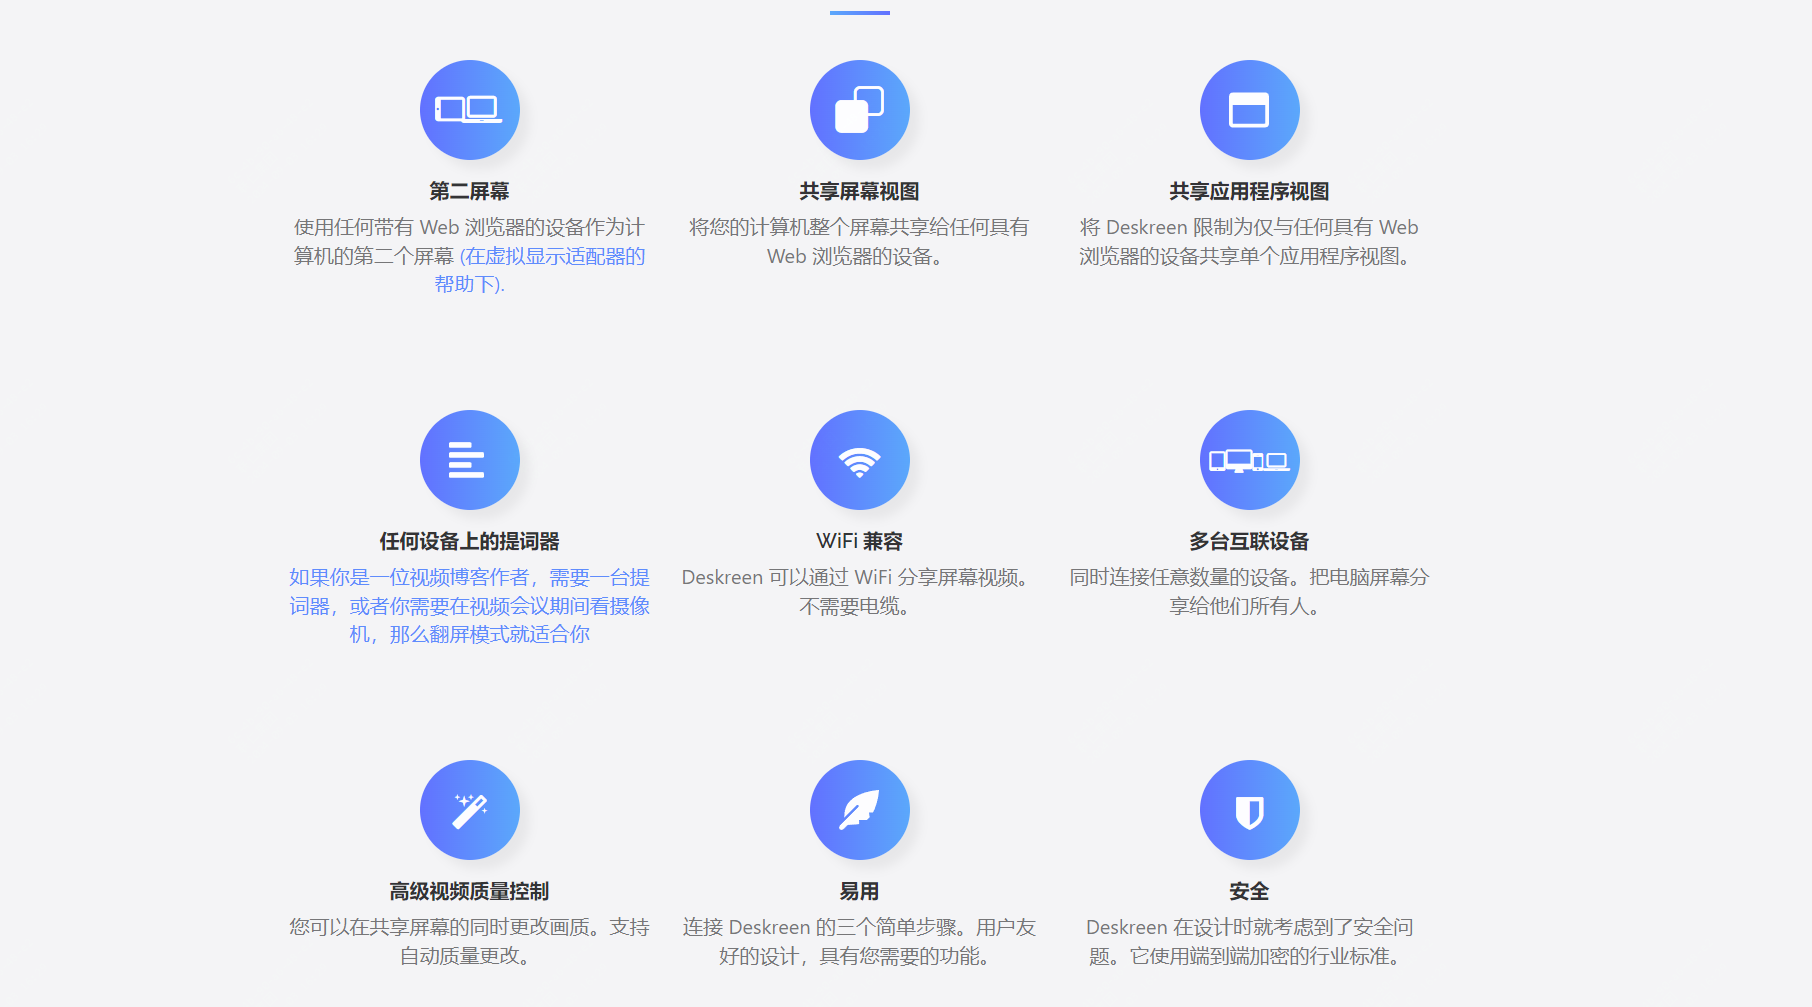 第二屏幕
使用任何带有 Web 浏览器的设备作为计
算机的第二个屏幕 (在虚拟显示适配器的
帮助下).
共享屏幕视图
将您的计算机整个屏幕共享给任何具有
Web 浏览器的设备。
共享应用程序视图
将 Deskreen 限制为仅与任何具有 Web
浏览器的设备共享单个应用程序视图。
任何设备上的提词器
如果你是一位视频博客作者，需要一台提
词器，或者你需要在视频会议期间看摄像
机，那么翻屏模式就适合你
WiFi 兼容
Deskreen 可以通过 WiFi 分享屏幕视频。
不需要电缆。
多台互联设备
同时连接任意数量的设备。把电脑屏幕分
享给他们所有人。
高级视频质量控制
您可以在共享屏幕的同时更改画质。支持
自动质量更改。
易用
连接 Deskreen 的三个简单步骤。用户友
好的设计，具有您需要的功能。
安全
Deskreen 在设计时就考虑到了安全问
题。它使用端到端加密的行业标准。